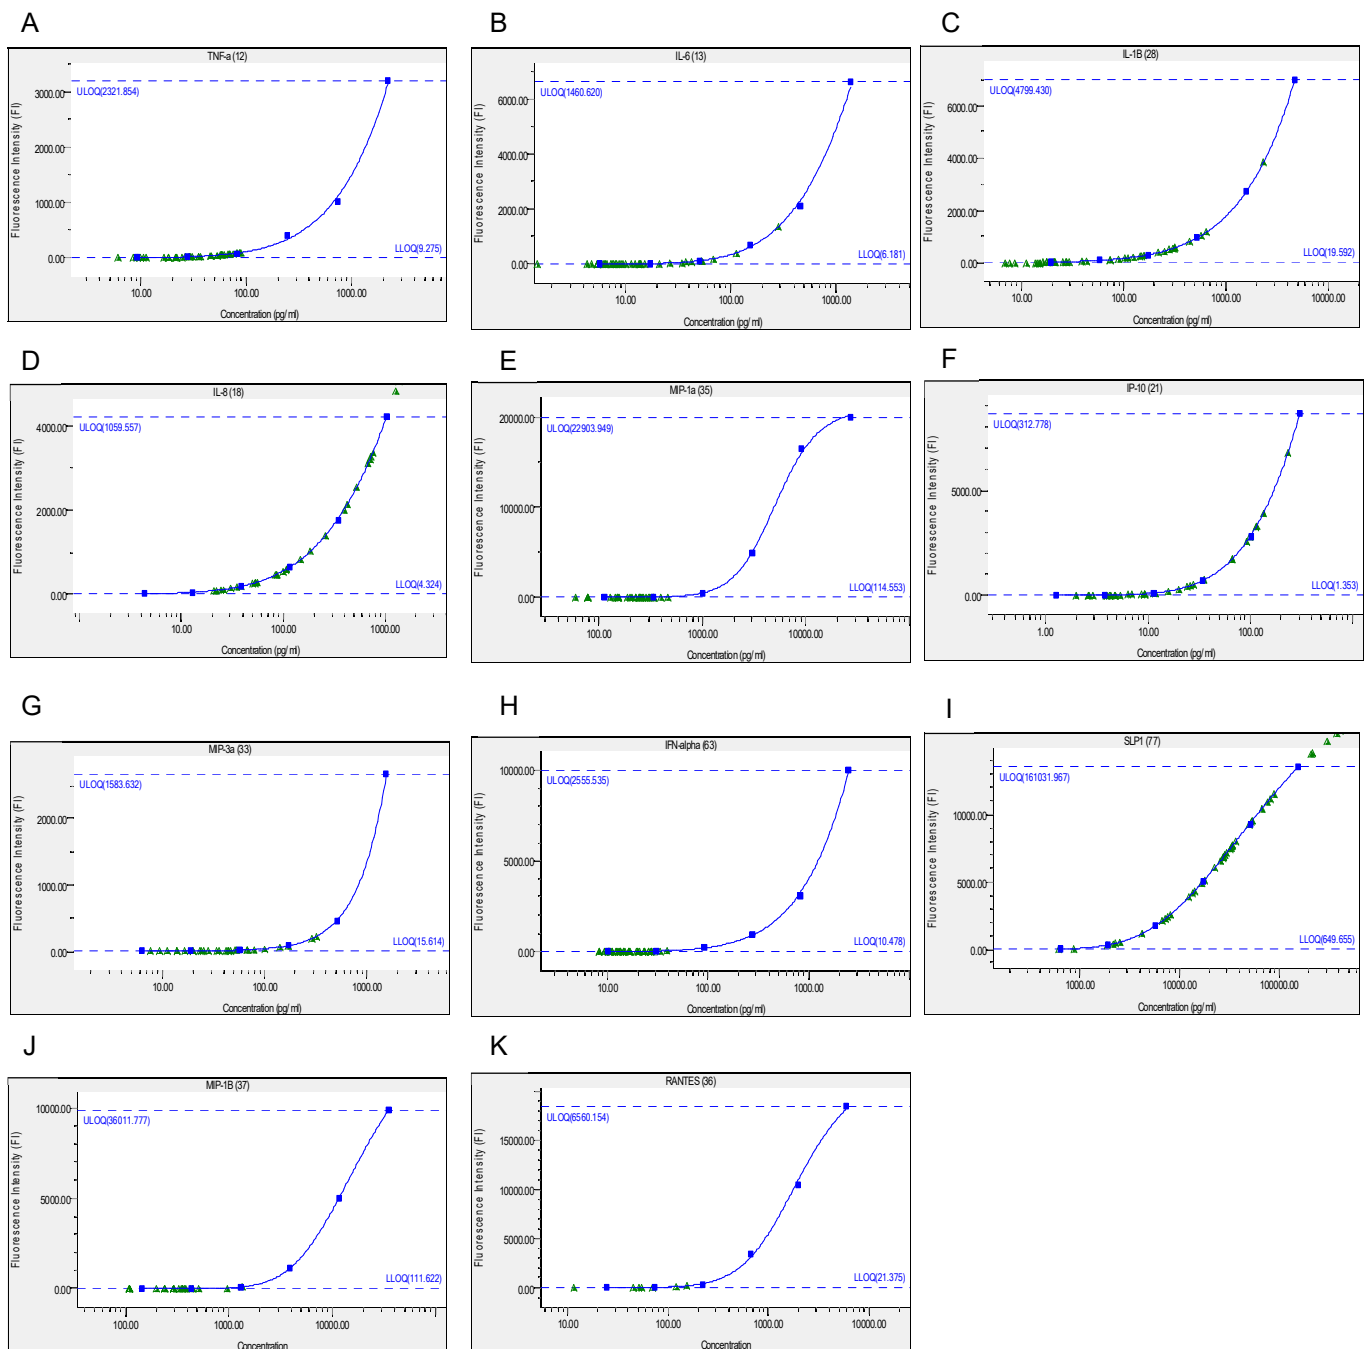 A
TNF-a (12)
Fluorescence Intensity (FI)
3000.00
2000.00
1000.00
0.00
ULOQ(2321.854)
LLOQ(9.275)
10.00 100.00 1000.00
Concentration (pg/ml)
B
IL-6 (13)
Fluorescence Intensity (FI)
6000.00
4000.00
2000.00
0.00
ULOQ(1460.620)
LLOQ(6.181)
10.00 100.00 1000.00
Concentration (pg/ml)
C
IL-1B (28)
Fluorescence Intensity (FI)
6000.00
4000.00
2000.00
0.00
ULOQ(4799.430)
LLOQ(19.592)
10.00 100.00 1000.00 10000.00
Concentration (pg/ml)
D
IL-8 (18)
Fluorescence Intensity (FI)
4000.00
2000.00
0.00
ULOQ(1059.557)
LLOQ(4.324)
10.00 100.00 1000.00
Concentration (pg/ml)
E
MIP-1a (35)
Fluorescence Intensity (FI)
20000.00
10000.00
0.00
ULOQ(22903.949)
LLOQ(114.553)
100.00 1000.00 10000.00
Concentration (pg/ml)
F
IP-10 (21)
Fluorescence Intensity (FI)
5000.00
0.00
ULOQ(312.778)
LLOQ(1.353)
1.00 10.00 100.00
Concentration (pg/ml)
G
MIP-3a (33)
Fluorescence Intensity (FI)
2000.00
1000.00
0.00
ULOQ(1583.632)
LLOQ(15.614)
10.00 100.00 1000.00
Concentration (pg/ml)
H
IFN-alpha (63)
Fluorescence Intensity (FI)
10000.00
5000.00
0.00
ULOQ(2555.535)
LLOQ(10.478)
10.00 100.00 1000.00
Concentration (pg/ml)
I
SLP1 (77)
Fluorescence Intensity (FI)
10000.00
5000.00
0.00
ULOQ(161031.967)
LLOQ(649.655)
1000.00 10000.00 100000.00
Concentration (pg/ml)
J
MIP-1B (37)
Fluorescence Intensity (FI)
10000.00
5000.00
0.00
ULOQ(36011.777)
LLOQ(111.622)
100.00 1000.00 10000.00
Concentration
K
RANTES (36)
Fluorescence Intensity (FI)
15000.00
10000.00
5000.00
0.00
ULOQ(6560.154)
LLOQ(21.375)
10.00 100.00 1000.00 10000.00
Concentration